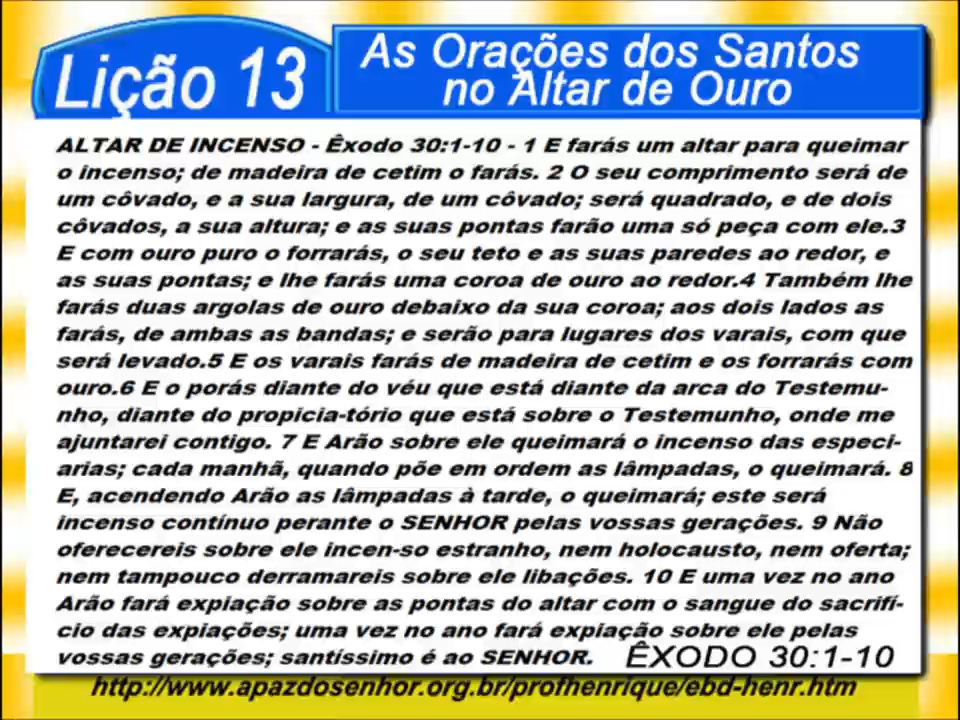 Lição 13
As Orações dos Santos
no Altar de Ouro
ALTAR DE INCENSO - Êxodo 30:1-10 - 1 E farás um altar para queimar
o incenso; de madeira de cetim o farás. 2 O seu comprimento será de
um côvado, e a sua largura, de um côvado; será quadrado, e de dois
côvados, a sua altura; e as suas pontas farão uma só peça com ele.3
E com ouro puro o forrarás, o seu teto e as suas paredes ao redor, e
as suas pontas; e lhe farás uma coroa de ouro ao redor.4 Também lhe
farás duas argolas de ouro debaixo da sua coroa; aos dois lados as
farás, de ambas as bandas; e serão para lugares dos varais, com que
será levado.5 E os varais farás de madeira de cetim e os forrarás com
ouro.6 E o porás diante do véu que está diante da arca do Testemu-
nho, diante do propicia-tório que está sobre o Testemunho, onde me
ajuntarei contigo. 7 E Arão sobre ele queimará o incenso das especi-
arias; cada manhã, quando põe em ordem as lâmpadas, o queimará. 8
E, acendendo Arão as lâmpadas à tarde, o queimará; este será
incenso contínuo perante o SENHOR pelas vossas gerações. 9 Não
oferecereis sobre ele incen-so estranho, nem holocausto, nem oferta;
nem tampouco derramareis sobre ele libações. 10 E uma vez no ano
Arão fará expiação sobre as pontas do altar com o sangue do sacrifí-
cio das expiações; uma vez no ano fará expiação sobre ele pelas
vossas gerações; santíssimo é ao SENHOR. ÊXODO 30:1-10
http://www.apazdosenhor.org.br/profhenrique/ebd-henr.htm